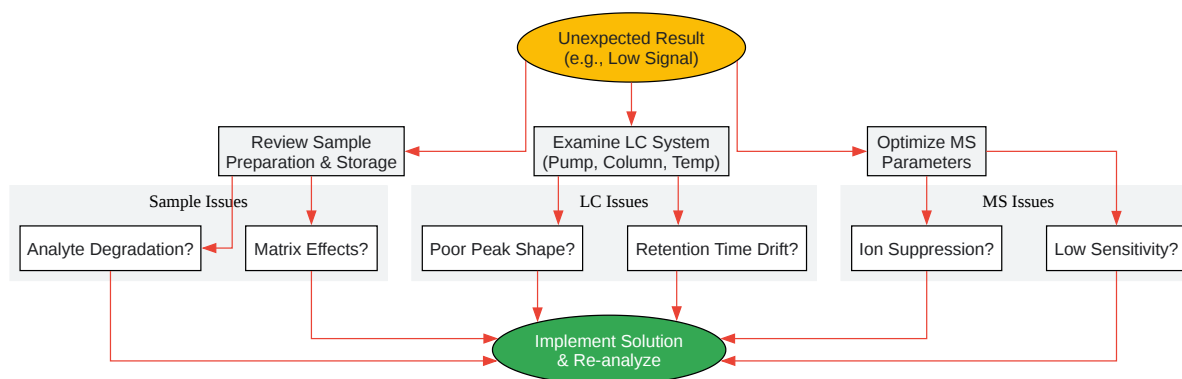 Unexpected Result
(e.g., Low Signal)
Review Sample
Preparation & Storage
Examine LC System
(Pump, Column, Temp)
Optimize MS
Parameters
Sample Issues
LC Issues
MS Issues
Analyte Degradation?
Matrix Effects?
Poor Peak Shape?
Retention Time Drift?
Ion Suppression?
Low Sensitivity?
Implement Solution
& Re-analyze